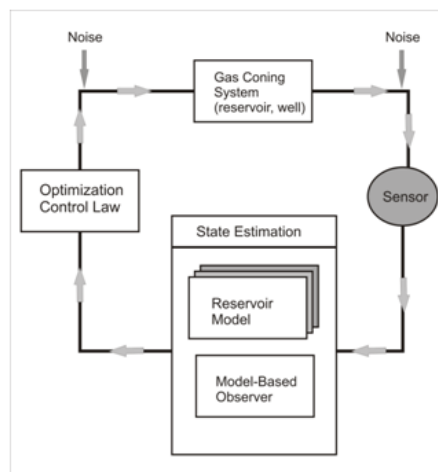 Noise
Noise
Gas Coning
System
(reservoir, well)
Optimization
Control Law
Sensor
State Estimation
Reservoir
Model
Model-Based
Observer